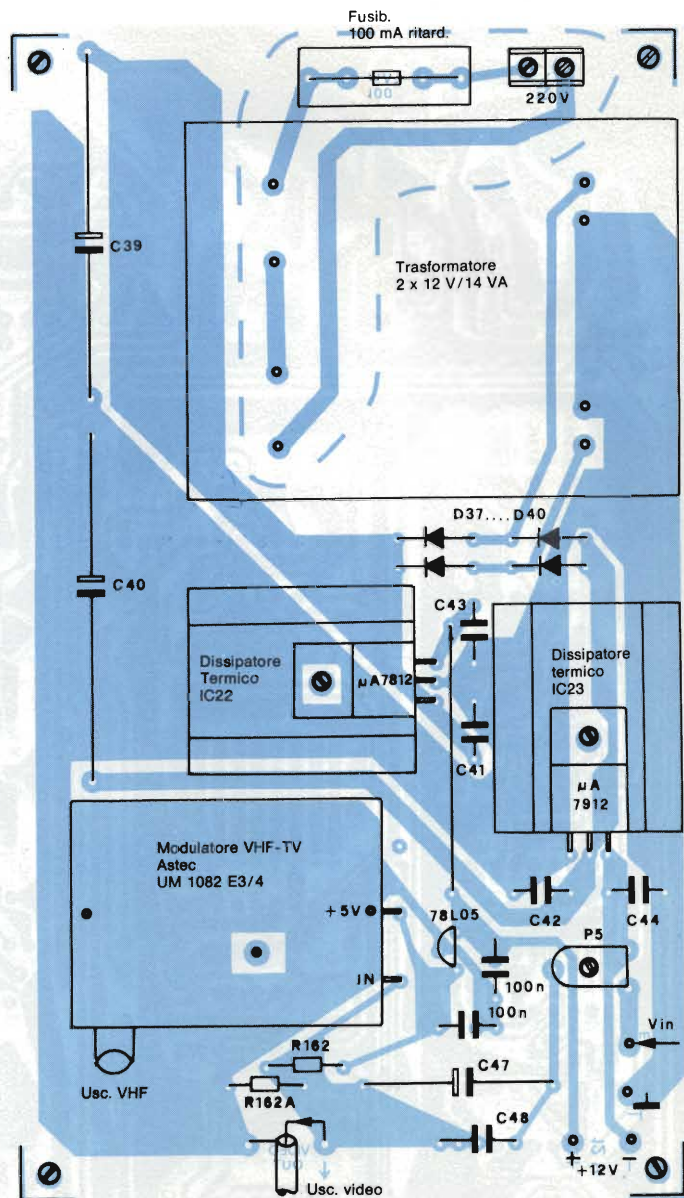 Fusib.
100 mA ritard.
220V
C39
Trasformatore
2 x 12 V/14 VA
D37....D40
C40
C43
Dissipatore
Termico
IC22
µA7812
Dissipatore
termico
IC23
C41
µA
7912
Modulatore VHF-TV
Astec
UM 1082 E3/4
+5V
78L05
C42
C44
P5
IN
100n
100n
Vin
R162
C47
Usc. VHF
R162A
C48
+
+12V
-
Usc. video